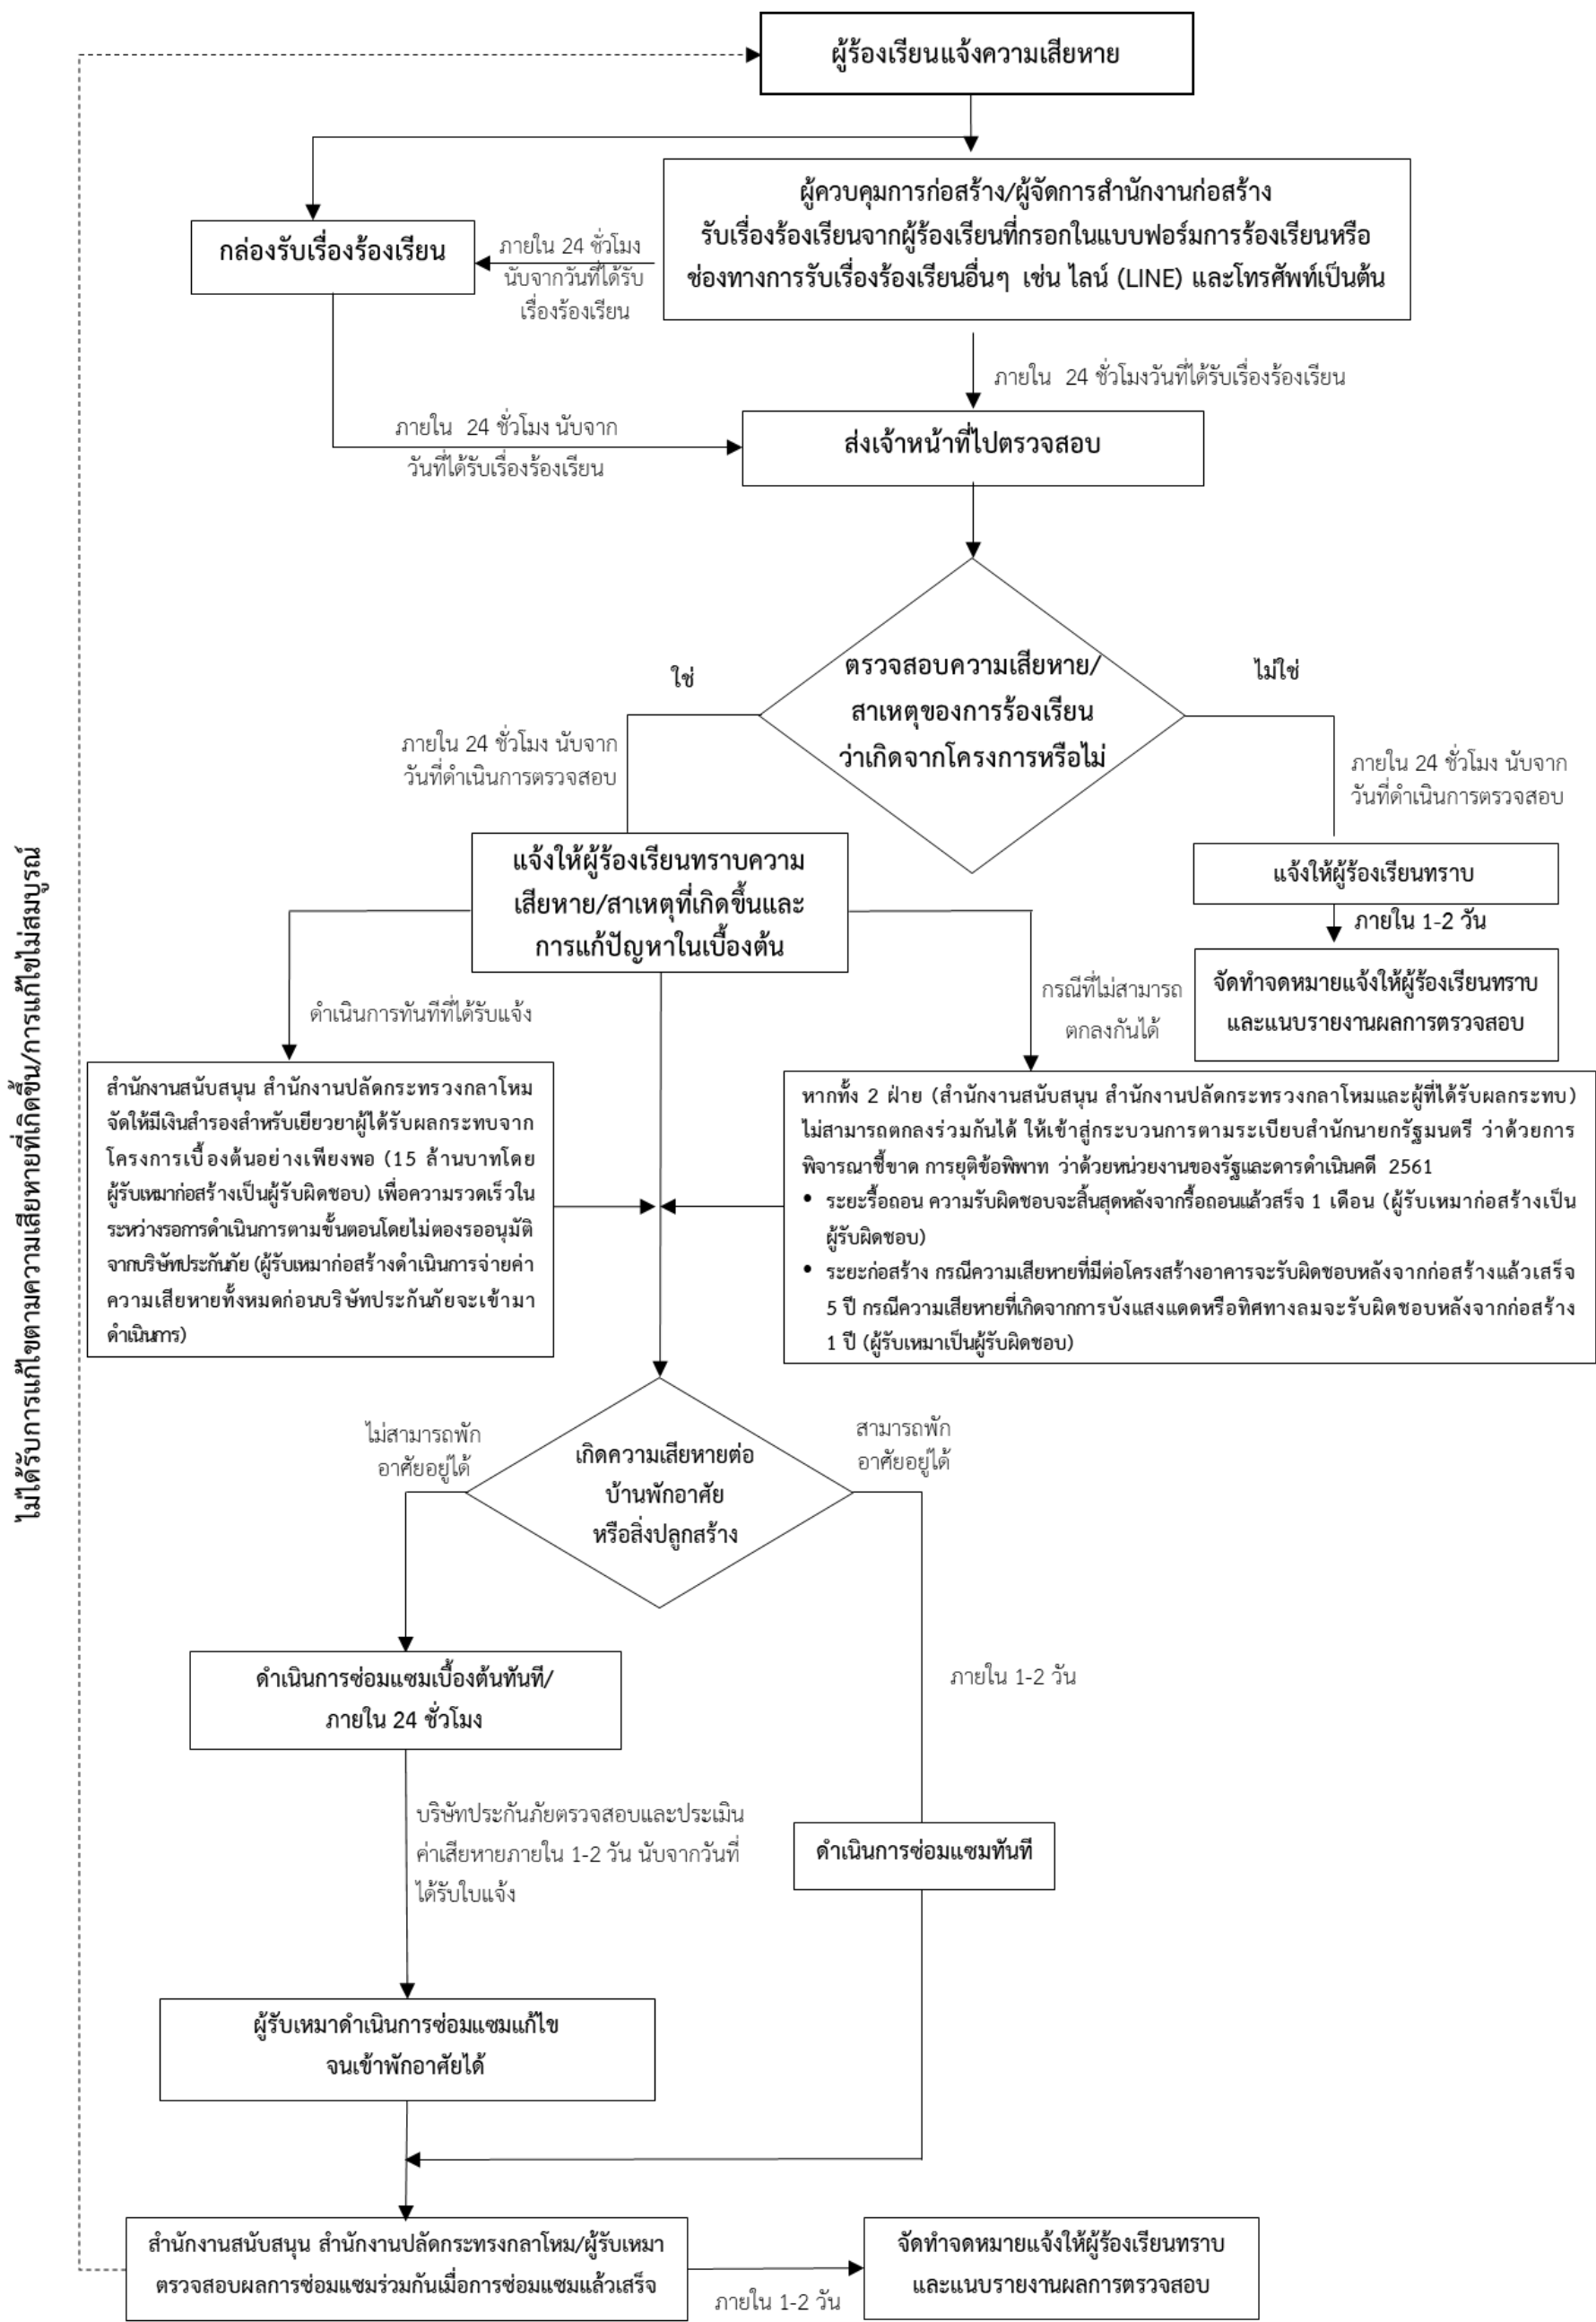 ผู้ร้องเรียนแจ้งความเสียหาย
ผู้ควบคุมการก่อสร้าง/ผู้จัดการสำนักงานก่อสร้าง
รับเรื่องร้องเรียนจากผู้ร้องเรียนที่กรอกในแบบฟอร์มการร้องเรียนหรือ
ช่องทางการรับเรื่องร้องเรียนอื่นๆ เช่น ไลน์ (LINE) และโทรศัพท์เป็นต้น
กล่องรับเรื่องร้องเรียน
ภายใน 24 ชั่วโมง
นับจากวันที่ได้รับ
เรื่องร้องเรียน
ภายใน 24 ชั่วโมงวันที่ได้รับเรื่องร้องเรียน
ภายใน 24 ชั่วโมง นับจาก
วันที่ได้รับเรื่องร้องเรียน
ส่งเจ้าหน้าที่ไปตรวจสอบ
ตรวจสอบความเสียหาย/
สาเหตุของการร้องเรียน
ว่าเกิดจากโครงการหรือไม่
ใช่
ไม่ใช่
ภายใน 24 ชั่วโมง นับจาก
วันที่ดำเนินการตรวจสอบ
ภายใน 24 ชั่วโมง นับจาก
วันที่ดำเนินการตรวจสอบ
แจ้งให้ผู้ร้องเรียนทราบความ
เสียหาย/สาเหตุที่เกิดขึ้นและ
การแก้ปัญหาในเบื้องต้น
แจ้งให้ผู้ร้องเรียนทราบ
ภายใน 1-2 วัน
จัดทำจดหมายแจ้งให้ผู้ร้องเรียนทราบ
และแนบรายงานผลการตรวจสอบ
ดำเนินการทันทีที่ได้รับแจ้ง
กรณีที่ไม่สามารถ
ตกลงกันได้
สำนักงานสนับสนุน สำนักงานปลัดกระทรวงกลาโหม
จัดให้มีเงินสำรองสำหรับเยียวยาผู้ได้รับผลกระทบจาก
โครงการเบื้องต้นอย่างเพียงพอ (15 ล้านบาทโดย
ผู้รับเหมาก่อสร้างเป็นผู้รับผิดชอบ) เพื่อความรวดเร็วใน
ระหว่างรอการดำเนินการตามขั้นตอนโดยไม่ตองรออนุมัติ
จากบริษัทประกันภัย (ผู้รับเหมาก่อสร้างดำเนินการจ่ายค่า
ความเสียหายทั้งหมดก่อนบริษัทประกันภัยจะเข้ามา
ดำเนินการ)
หากทั้ง 2 ฝ่าย (สำนักงานสนับสนุน สำนักงานปลัดกระทรวงกลาโหมและผู้ที่ได้รับผลกระทบ)
ไม่สามารถตกลงร่วมกันได้ ให้เข้าสู่กระบวนการตามระเบียบสำนักนายกรัฐมนตรี ว่าด้วยการ
พิจารณาชี้ขาด การยุติข้อพิพาท ว่าด้วยหน่วยงานของรัฐและดารดำเนินคดี 2561
• ระยะรื้อถอน ความรับผิดชอบจะสิ้นสุดหลังจากรื้อถอนแล้วสร็จ 1 เดือน (ผู้รับเหมาก่อสร้างเป็น
ผู้รับผิดชอบ)
• ระยะก่อสร้าง กรณีความเสียหายที่มีต่อโครงสร้างอาคารจะรับผิดชอบหลังจากก่อสร้างแล้วเสร็จ
5 ปี กรณีความเสียหายที่เกิดจากการบังแสงแดดหรือทิศทางลมจะรับผิดชอบหลังจากก่อสร้าง
1 ปี (ผู้รับเหมาเป็นผู้รับผิดชอบ)
ไม่ได้รับการแก้ไขตามความเสียหายที่เกิดขึ้น/การแก้ไขไม่สมบูรณ์
ไม่สามารถพัก
อาศัยอยู่ได้
เกิดความเสียหายต่อ
บ้านพักอาศัย
หรือสิ่งปลูกสร้าง
สามารถพัก
อาศัยอยู่ได้
ดำเนินการซ่อมแซมเบื้องต้นทันที/
ภายใน 24 ชั่วโมง
ภายใน 1-2 วัน
บริษัทประกันภัยตรวจสอบและประเมิน
ค่าเสียหายภายใน 1-2 วัน นับจากวันที่
ได้รับใบแจ้ง
ดำเนินการซ่อมแซมทันที
ผู้รับเหมาดำเนินการซ่อมแซมแก้ไข
จนเข้าพักอาศัยได้
สำนักงานสนับสนุน สำนักงานปลัดกระทรงกลาโหม/ผู้รับเหมา
ตรวจสอบผลการซ่อมแซมร่วมกันเมื่อการซ่อมแซมแล้วเสร็จ
ภายใน 1-2 วัน
จัดทำจดหมายแจ้งให้ผู้ร้องเรียนทราบ
และแนบรายงานผลการตรวจสอบ